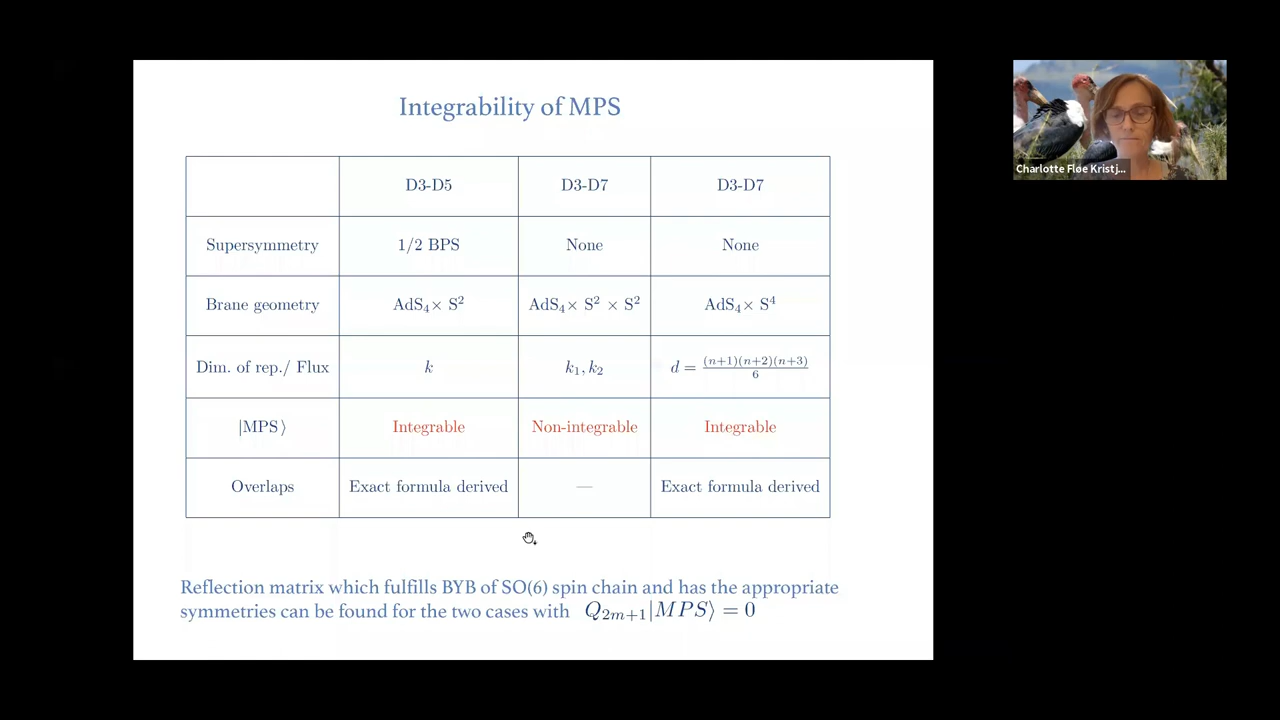 Integrability of MPS
D3-D5 D3-D7 D3-D7
Supersymmetry 1/2 BPS None None
Brane geometry AdS₄× S² AdS₄× S² × S² AdS₄× S⁴
Dim. of rep./ Flux k k₁, k₂ d = (n+1)(n+2)(n+3)/6
|MPS⟩ Integrable Non-integrable Integrable
Overlaps Exact formula derived — Exact formula derived
Reflection matrix which fulfills BYB of SO(6) spin chain and has the appropriate
symmetries can be found for the two cases with Q₂ₘ₊₁|MPS⟩ = 0
Charlotte Fløe Kristj...